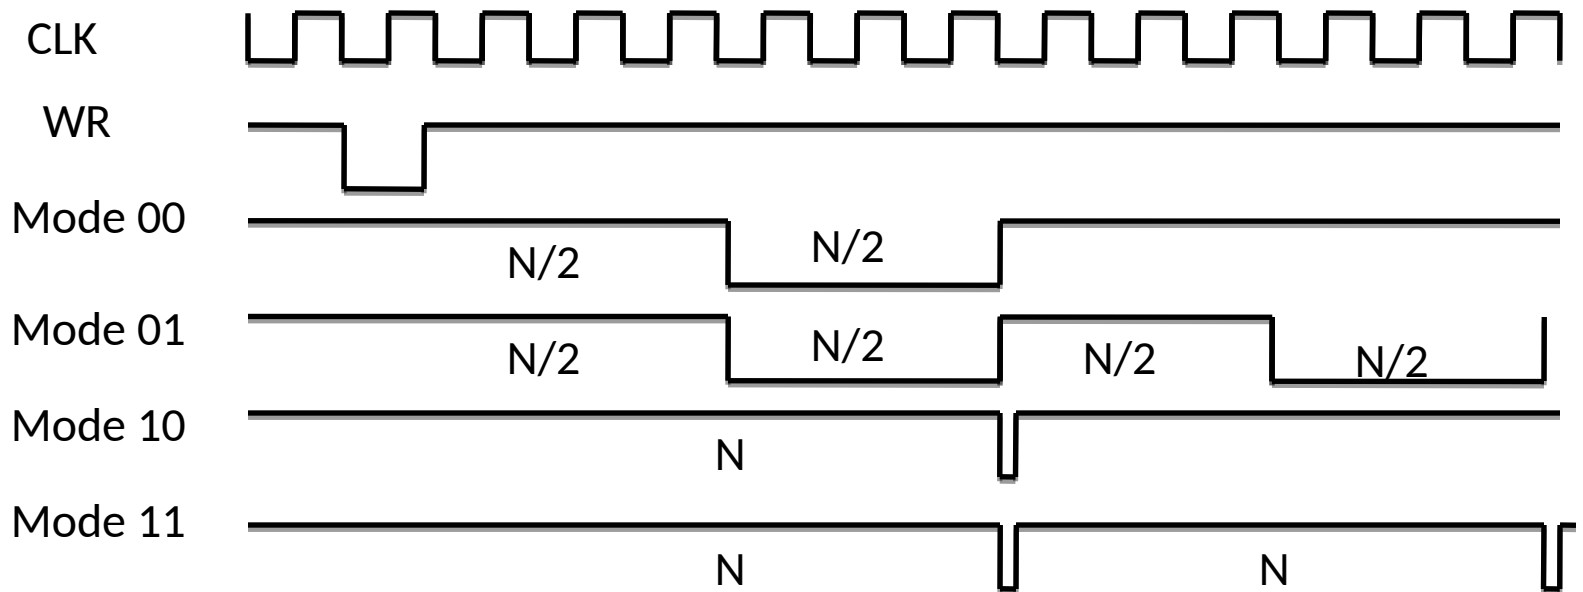 CLK
WR
Mode 00
N/2
N/2
Mode 01
N/2
N/2
N/2
N/2
Mode 10
N
Mode 11
N
N